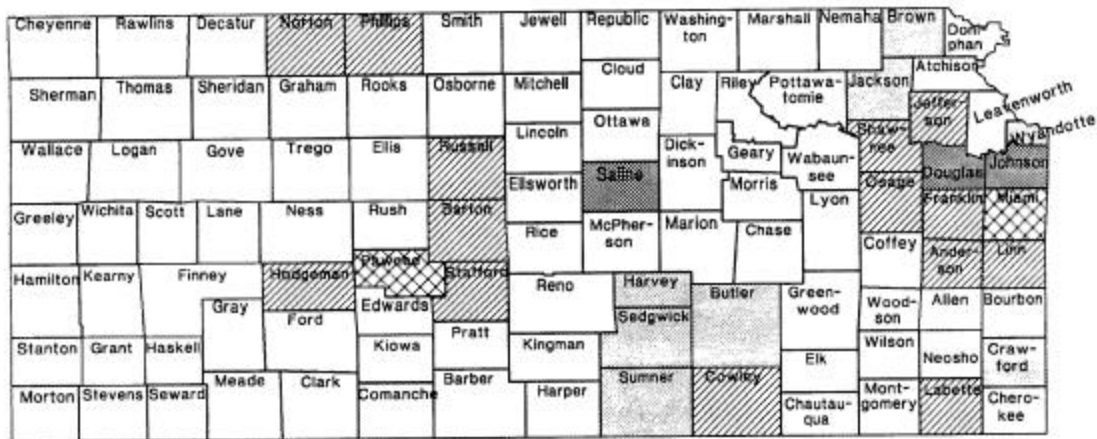 Cheyenne
Rawlins
Decatur
Norton
Phillips
Smith
Jewell
Republic
Washing-
ton
Marshall
Nemaha
Brown
Doni-
phan
Sherman
Thomas
Sheridan
Graham
Rooks
Osborne
Mitchell
Cloud
Clay
Riley
Pottawa-
tomie
Jackson
Atchison
Jeffer-
son
Leavenworth
Wyandotte
Wallace
Logan
Gove
Trego
Ellis
Russell
Lincoln
Ottawa
Saline
Dick-
inson
Geary
Wabaun-
see
Shaw-
nee
Douglas
Johnson
Greeley
Wichita
Scott
Lane
Ness
Rush
Barton
Ellsworth
Rice
McPher-
son
Marion
Morris
Chase
Lyon
Osage
Franklin
Miami
Hamilton
Kearny
Finney
Hodgeman
Pawnee
Stafford
Reno
Harvey
Butler
Green-
wood
Coffey
Ander-
son
Linn
Gray
Ford
Edwards
Pratt
Sedgwick
Wood-
son
Allen
Bourbon
Stanton
Grant
Haskell
Kiowa
Kingman
Elk
Wilson
Neosho
Craw-
ford
Morton
Stevens
Seward
Meade
Clark
Comanche
Barber
Harper
Sumner
Cowley
Chautau-
qua
Mont-
gomery
Labette
Chero-
kee